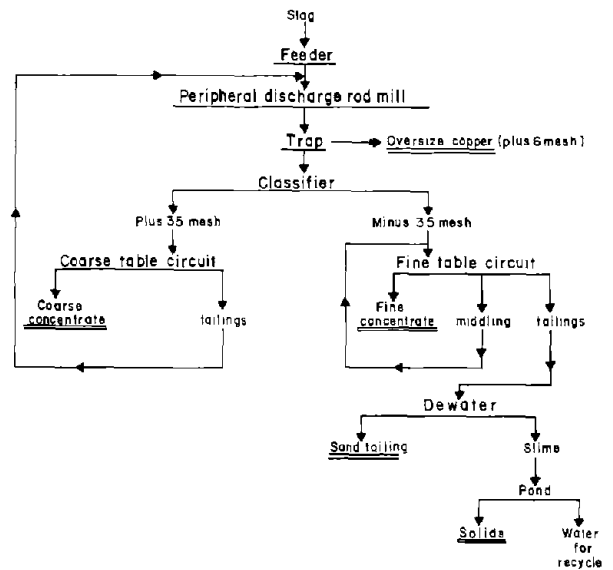 Slag
Feeder
Peripheral discharge rod mill
Trap
Oversize copper (plus 6 mesh)
Classifier
Plus 35 mesh
Minus 35 mesh
Coarse table circuit
Fine table circuit
Coarse
concentrate
tailings
Fine
concentrate
middling
tailings
Dewater
Sand tailing
Slime
Pond
Solids
Water
for
recycle